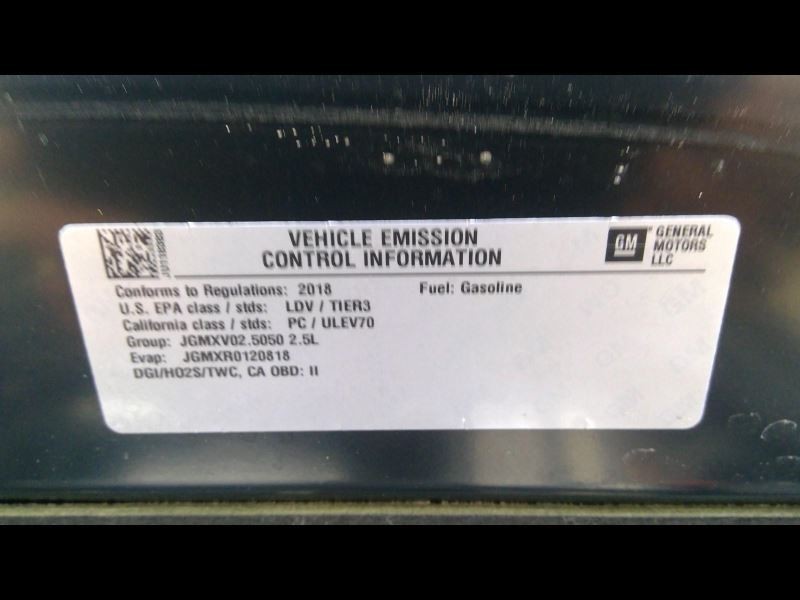 VEHICLE EMISSION
CONTROL INFORMATION
GM
GENERAL
MOTORS
LLC
Conforms to Regulations: 2018 Fuel: Gasoline
U.S. EPA class / stds: LDV / TIER3
California class / stds: PC / ULEV70
Group: JGMXV02.5050 2.5L
Evap: JGMXR0120818
DGI/HO2S/TWC, CA OBD: II